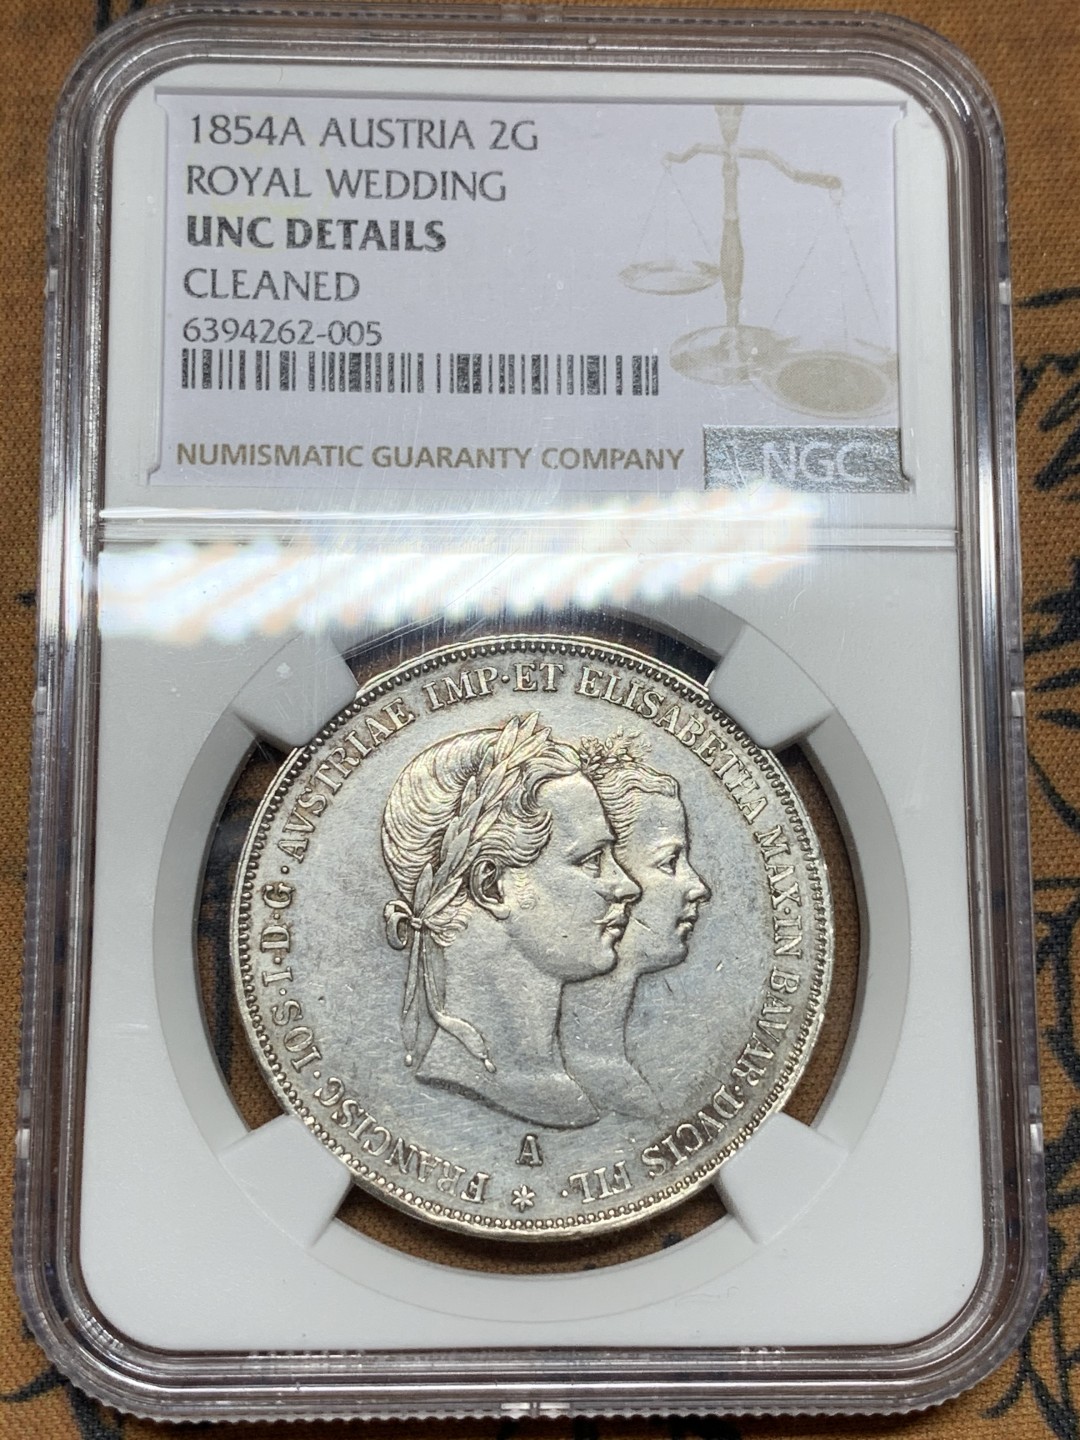 1854A AUSTRIA 2G
ROYAL WEDDING
UNC DETAILS
CLEANED
6394262-005
NUMISMATIC GUARANTY COMPANY
NGC
FRANCISC·IOS·I·D·G·AVSTRIAE IMP·ET ELISABETHA MAX·IN BAVAR·DVCIS FIL·
A